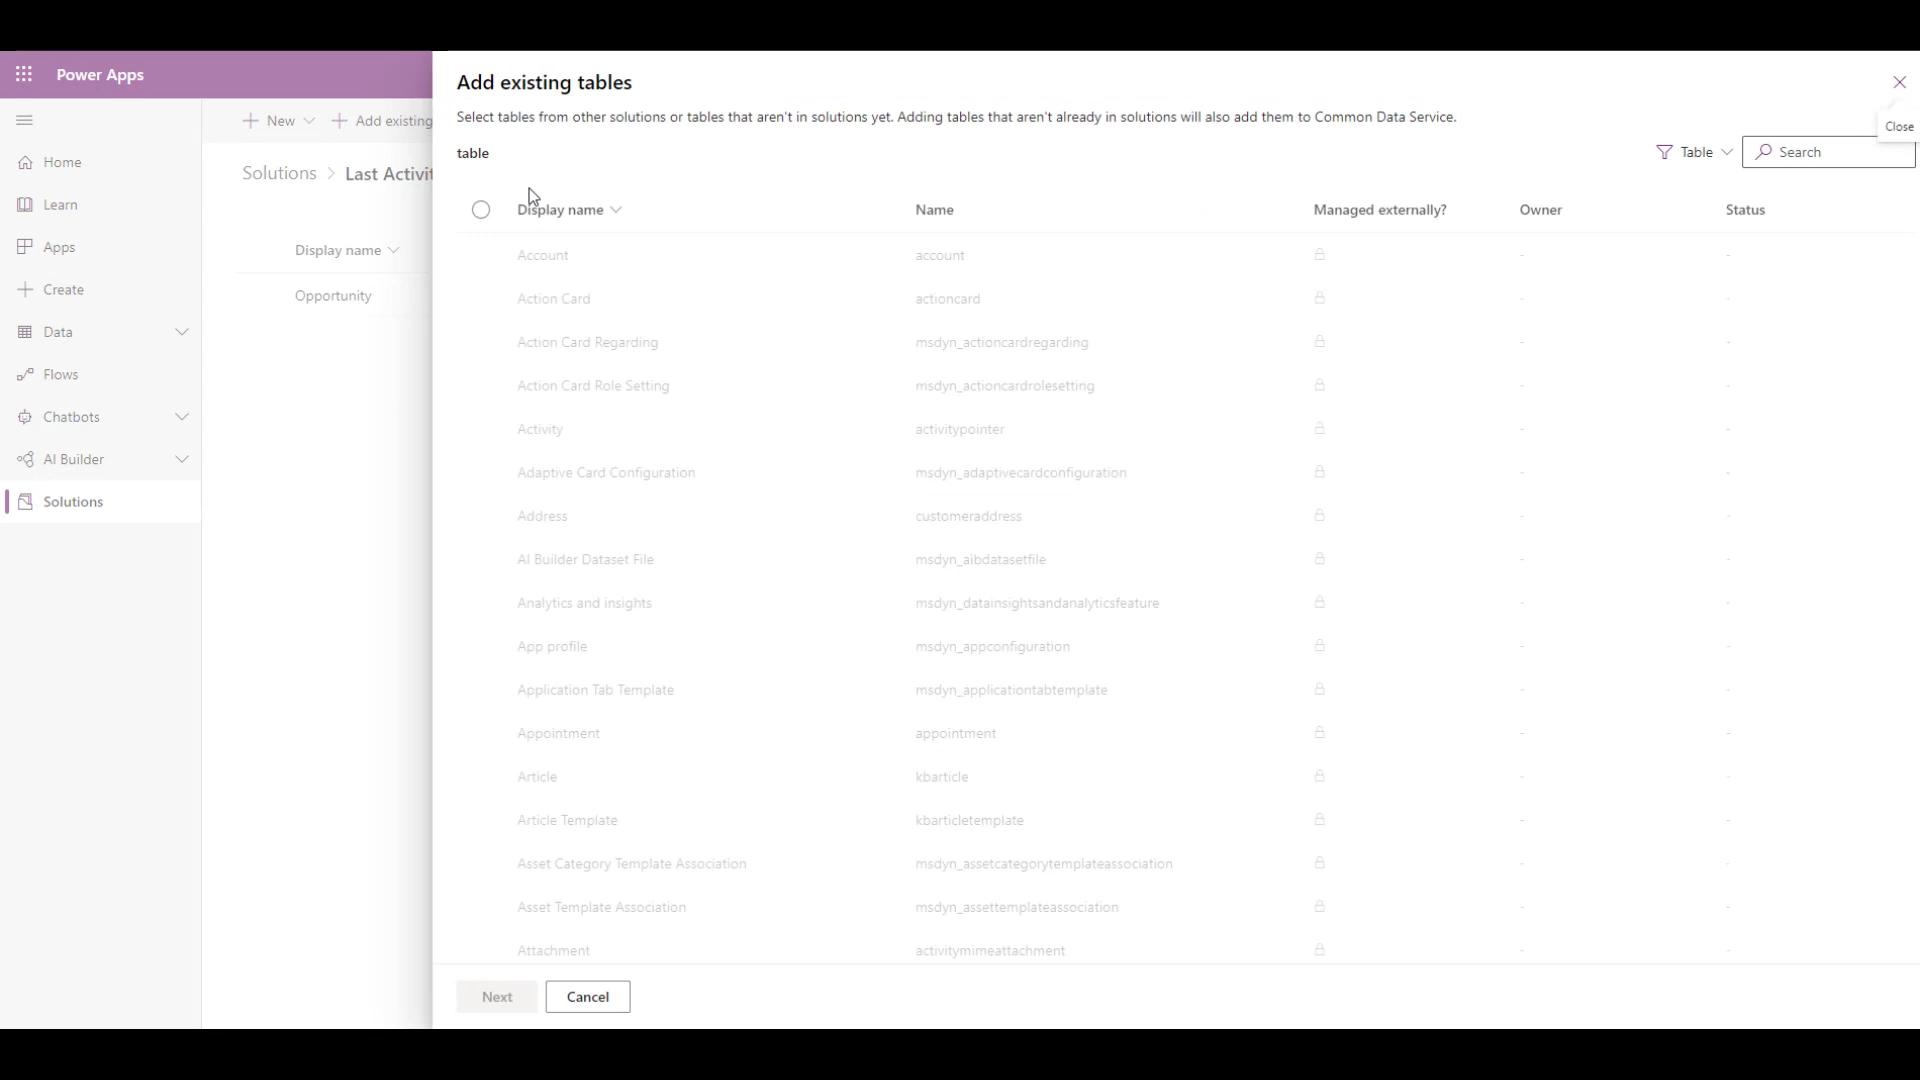 Power Apps
Home
Learn
Apps
Create
Data
Flows
Chatbots
AI Builder
Solutions
New
Add existing
Solutions > Last Activit
Display name
Opportunity
Add existing tables
Close
Select tables from other solutions or tables that aren't in solutions yet. Adding tables that aren't already in solutions will also add them to Common Data Service.
table
Table
Search
Display name Name Managed externally? Owner Status
Account account - -
Action Card actioncard - -
Action Card Regarding msdyn_actioncardregarding - -
Action Card Role Setting msdyn_actioncardrolesetting - -
Activity activitypointer - -
Adaptive Card Configuration msdyn_adaptivecardconfiguration - -
Address customeraddress - -
AI Builder Dataset File msdyn_aibdatasetfile - -
Analytics and insights msdyn_datainsightsandanalyticsfeature - -
App profile msdyn_appconfiguration - -
Application Tab Template msdyn_applicationtabtemplate - -
Appointment appointment - -
Article kbarticle - -
Article Template kbarticletemplate - -
Asset Category Template Association msdyn_assetcategorytemplateassociation - -
Asset Template Association msdyn_assettemplateassociation - -
Attachment activitymimeattachment - -
Next
Cancel